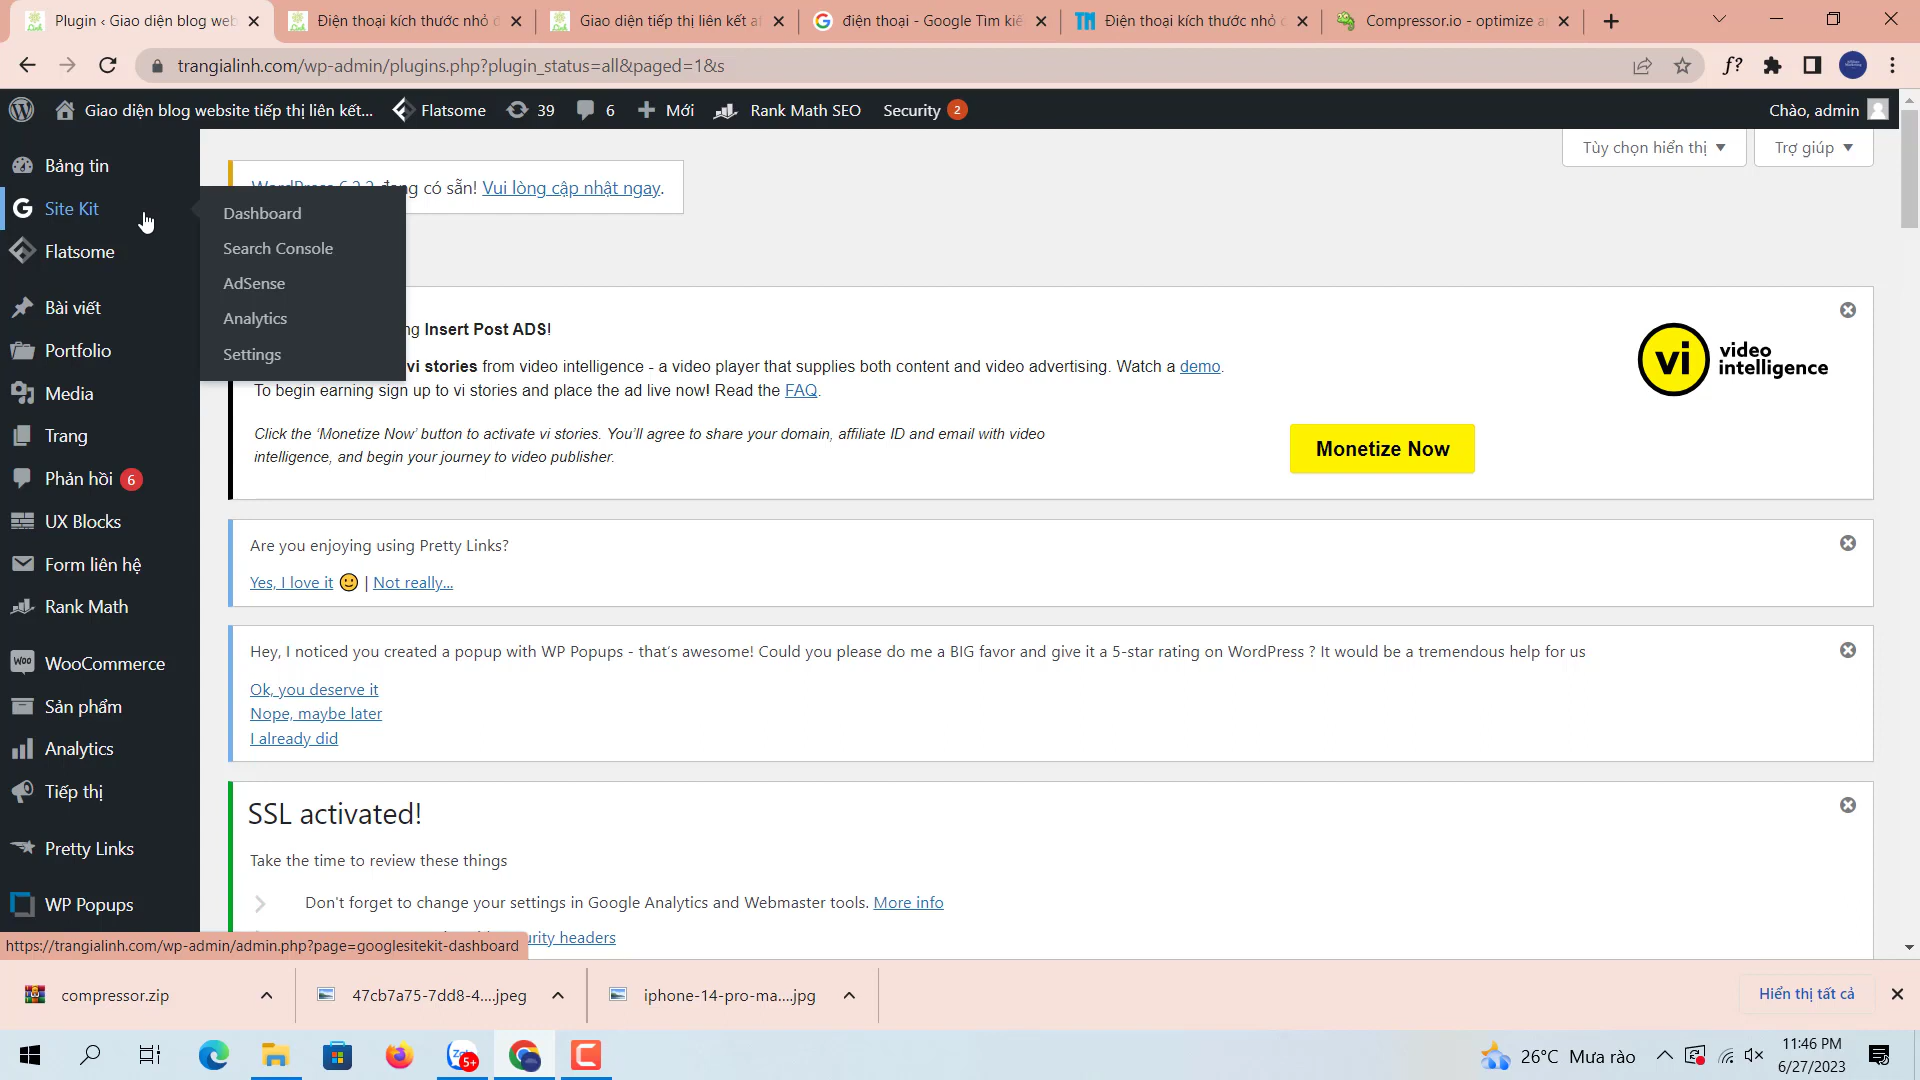 Plugin ‹ Giao diện blog web
Điện thoại kích thước nhỏ
Giao diện tiếp thị liên kết a
điện thoại - Google Tìm kiế
Điện thoại kích thước nhỏ
Compressor.io - optimize a
trangialinh.com/wp-admin/plugins.php?plugin_status=all&paged=1&s
f?
Giao diện blog website tiếp thị liên kết...
Flatsome
39
6
Mới
Rank Math SEO
Security 2
Chào, admin
Tùy chọn hiển thị
Trợ giúp
Bảng tin
Site Kit
Flatsome
Bài viết
Portfolio
Media
Trang
Phản hồi 6
UX Blocks
Form liên hệ
Rank Math
WooCommerce
Sản phẩm
Analytics
Tiếp thị
Pretty Links
WP Popups
Dashboard
Search Console
AdSense
Analytics
Settings
WordPress 6.2.2 đang có sẵn! Vui lòng cập nhật ngay.
Insert Post ADS!
vi stories from video intelligence - a video player that supplies both content and video advertising. Watch a demo.
To begin earning sign up to vi stories and place the ad live now! Read the FAQ.
Click the ‘Monetize Now’ button to activate vi stories. You’ll agree to share your domain, affiliate ID and email with video
intelligence, and begin your journey to video publisher.
Monetize Now
vi video
intelligence
Are you enjoying using Pretty Links?
Yes, I love it 🙂 | Not really...
Hey, I noticed you created a popup with WP Popups - that’s awesome! Could you please do me a BIG favor and give it a 5-star rating on WordPress ? It would be a tremendous help for us
Ok, you deserve it
Nope, maybe later
I already did
SSL activated!
Take the time to review these things
Don't forget to change your settings in Google Analytics and Webmaster tools. More info
urity headers
https://trangialinh.com/wp-admin/admin.php?page=googlesitekit-dashboard
compressor.zip
47cb7a75-7dd8-4....jpeg
iphone-14-pro-ma....jpg
Hiển thị tất cả
5+
26°C Mưa rào
11:46 PM
6/27/2023